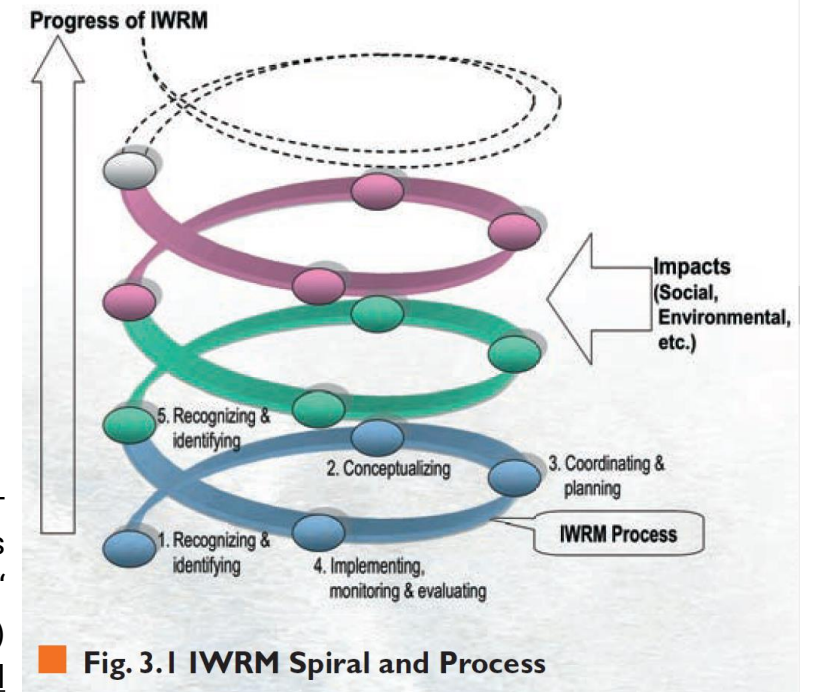 Progress of IWRM
Impacts
(Social,
Environmental,
etc.)
5. Recognizing &
identifying
2. Conceptualizing
3. Coordinating &
planning
IWRM Process
1. Recognizing &
identifying
4. Implementing,
monitoring & evaluating
Fig. 3.1 IWRM Spiral and Process